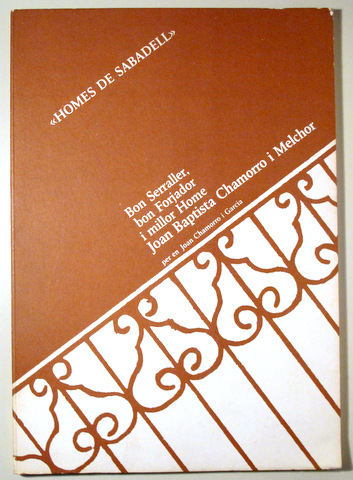 «HOMES DE SABADELL»
Bon Serraller,
bon Forjador
i millor Home
Joan Baptista Chamorro i Melchor
per en Joan Chamorro i Garcia